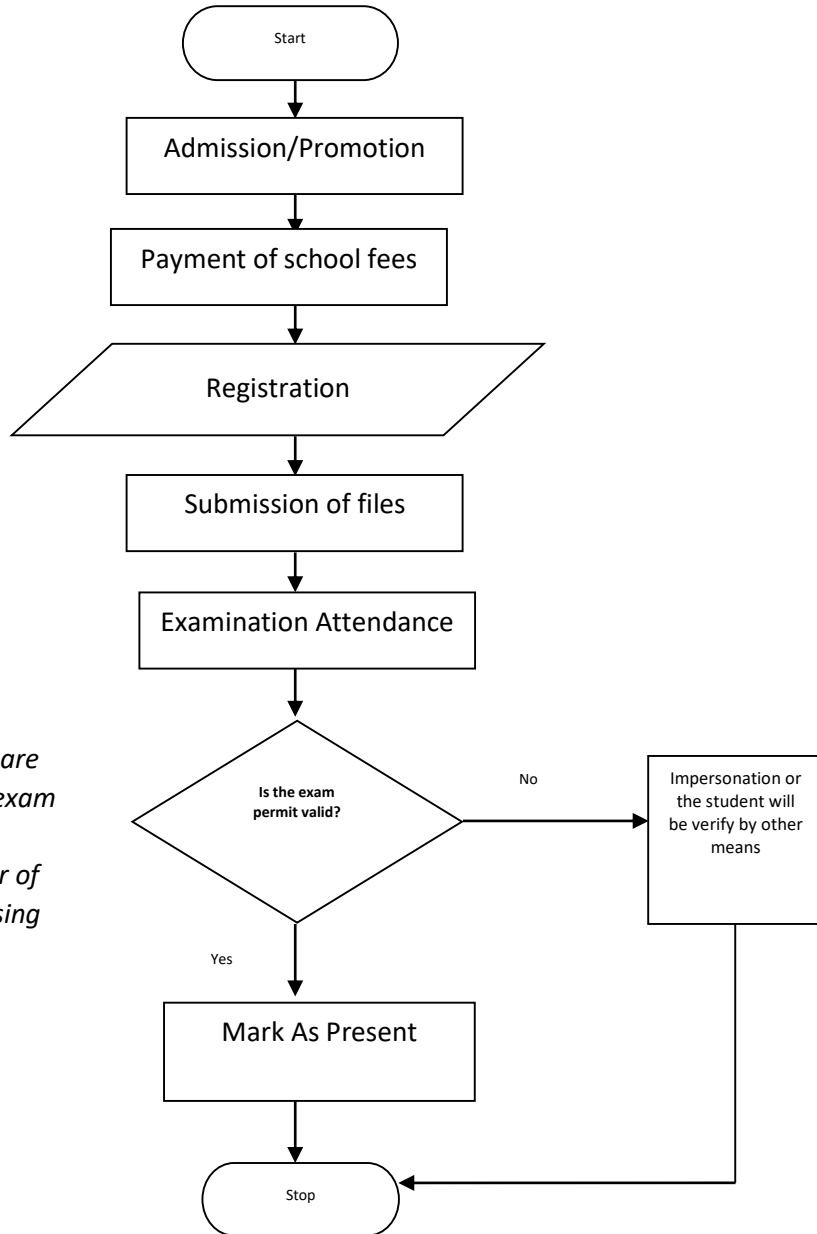 Start
Admission/Promotion
Payment of school fees
Registration
Submission of files
Examination Attendance
are
exam
r of
sing
Is the exam
permit valid?
No
Impersonation or
the student will
be verify by other
means
Yes
Mark As Present
Stop